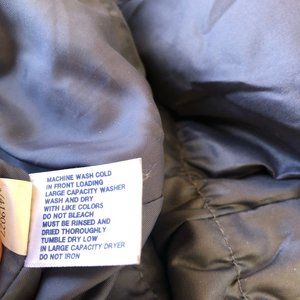 MACHINE WASH COLD
IN FRONT LOADING
LARGE CAPACITY WASHER
WASH AND DRY
WITH LIKE COLORS
DO NOT BLEACH
MUST BE RINSED AND
DRIED THOROUGHLY
TUMBLE DRY LOW
IN LARGE CAPACITY DRYER
DO NOT IRON